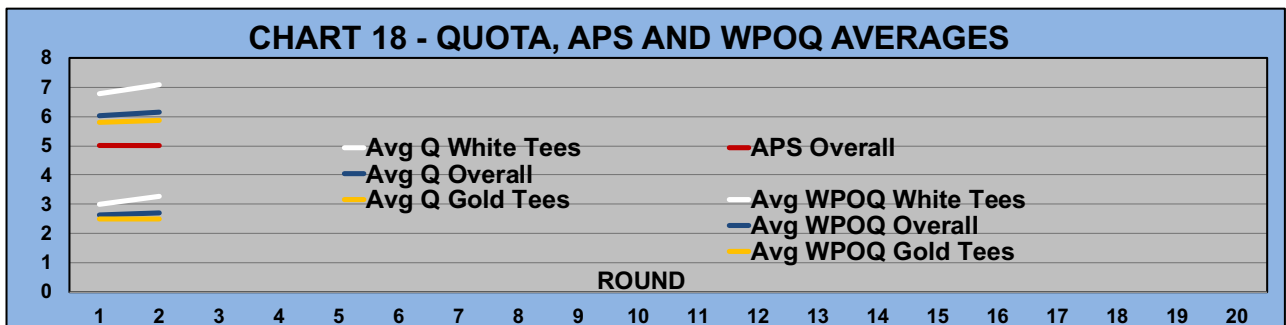 CHART 18 - QUOTA, APS AND WPOQ AVERAGES
8
7
6
5
4
3
2
1
0
Avg Q White Tees
Avg Q Overall
Avg Q Gold Tees
APS Overall
Avg WPOQ White Tees
Avg WPOQ Overall
Avg WPOQ Gold Tees
ROUND
1 2 3 4 5 6 7 8 9 10 11 12 13 14 15 16 17 18 19 20